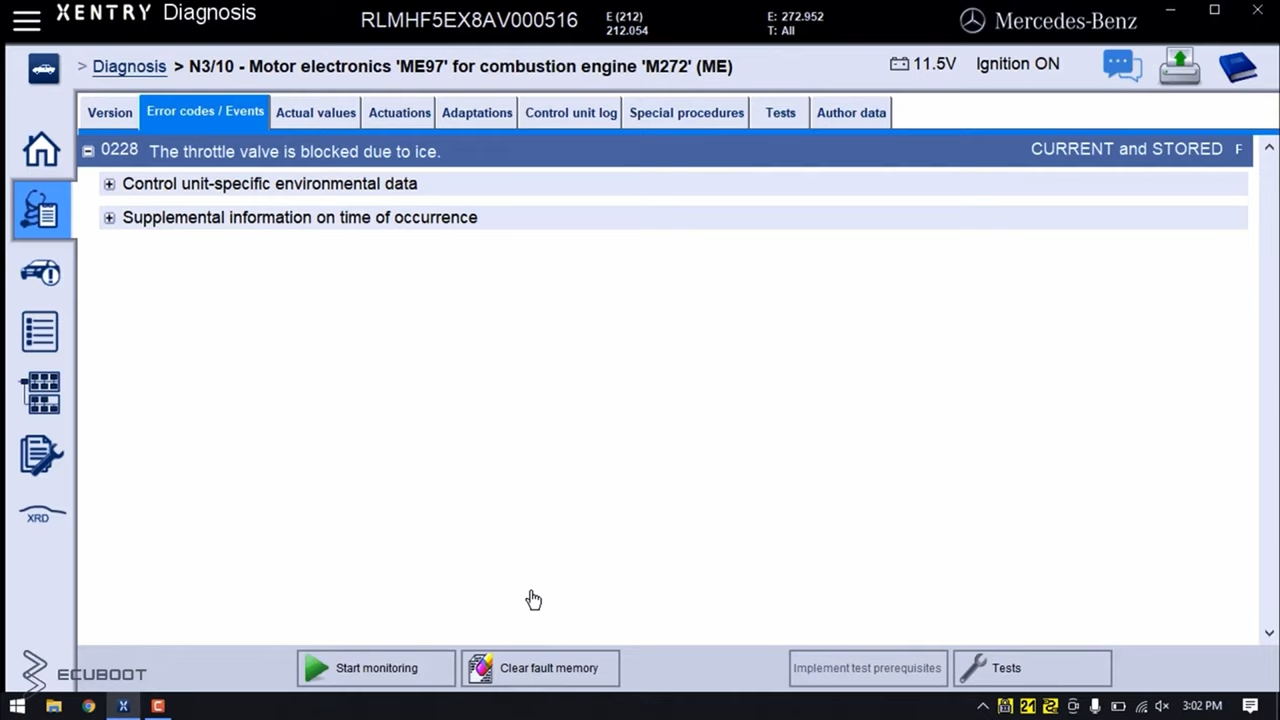 XENTRY Diagnosis
RLMHF5EX8AV000516
E (212)
212.054
E: 272.952
T: All
Mercedes-Benz
> Diagnosis > N3/10 - Motor electronics 'ME97' for combustion engine 'M272' (ME)
11.5V Ignition ON
Version Error codes / Events Actual values Actuations Adaptations Control unit log Special procedures Tests Author data
0228 The throttle valve is blocked due to ice. CURRENT and STORED F
Control unit-specific environmental data
Supplemental information on time of occurrence
XRD
Start monitoring Clear fault memory Implement test prerequisites Tests
ECUBOOT
21 3:02 PM